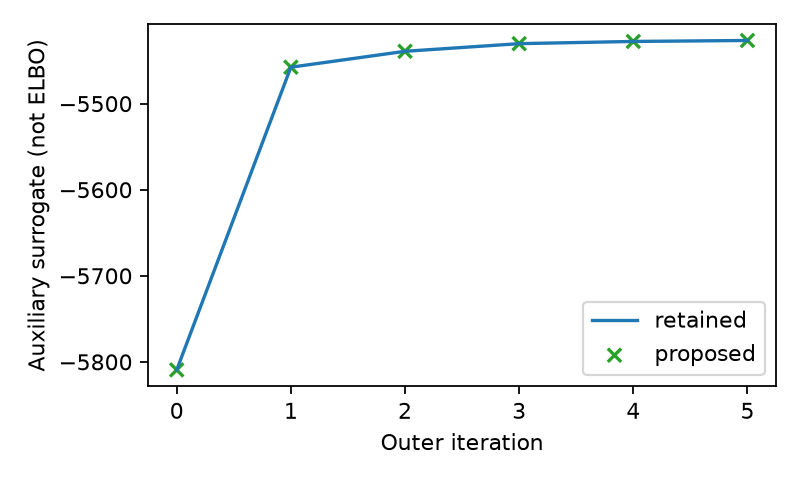 Auxiliary surrogate (not ELBO)
−5500
−5600
−5700
−5800
retained
proposed
0 1 2 3 4 5
Outer iteration